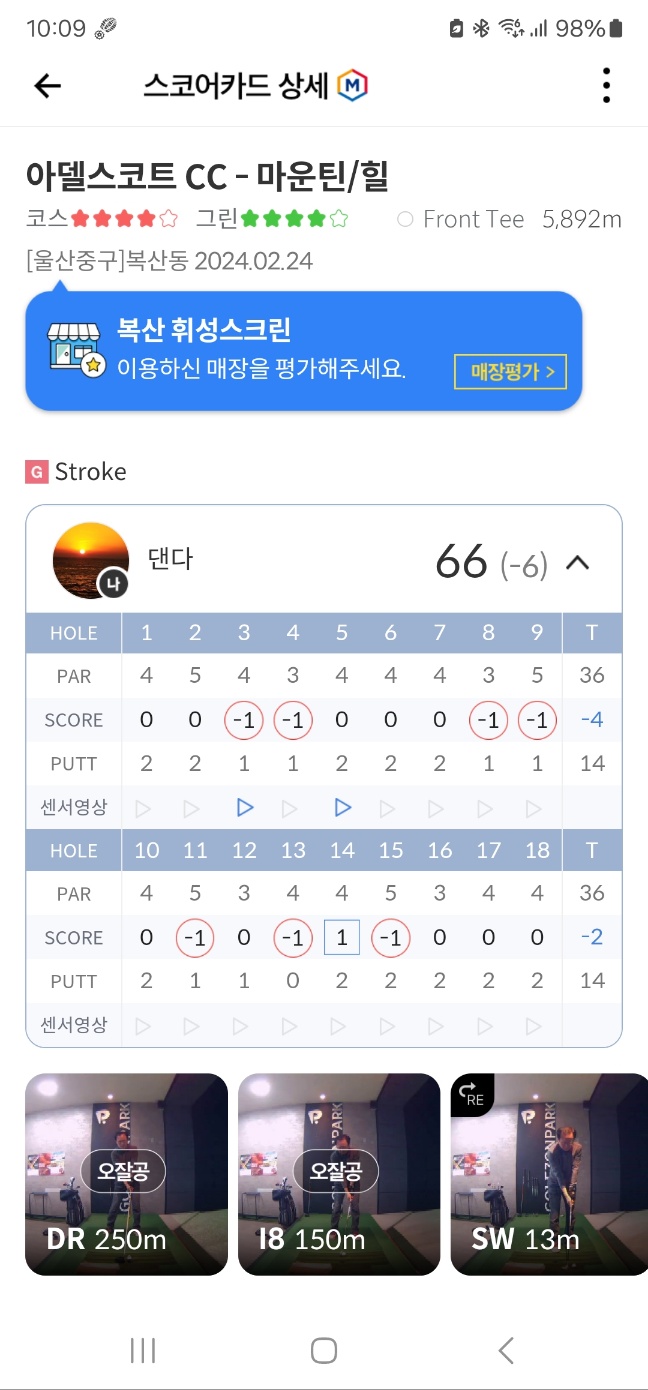 10:09 98%
스코어카드 상세 M
아델스코트 CC - 마운틴/힐
코스 그린 Front Tee 5,892m
[울산중구]복산동 2024.02.24
복산 휘성스크린
이용하신 매장을 평가해주세요. 매장평가 >
G Stroke
나 댄다 66 (-6)
HOLE 1 2 3 4 5 6 7 8 9 T
PAR 4 5 4 3 4 4 4 3 5 36
SCORE 0 0 -1 -1 0 0 0 -1 -1 -4
PUTT 2 2 1 1 2 2 2 1 1 14
센서영상
HOLE 10 11 12 13 14 15 16 17 18 T
PAR 4 5 3 4 4 5 3 4 4 36
SCORE 0 -1 0 -1 1 -1 0 0 0 -2
PUTT 2 1 1 0 2 2 2 2 2 14
센서영상
RE
오잘공 오잘공 GOLFZONPARK
DR 250m I8 150m SW 13m